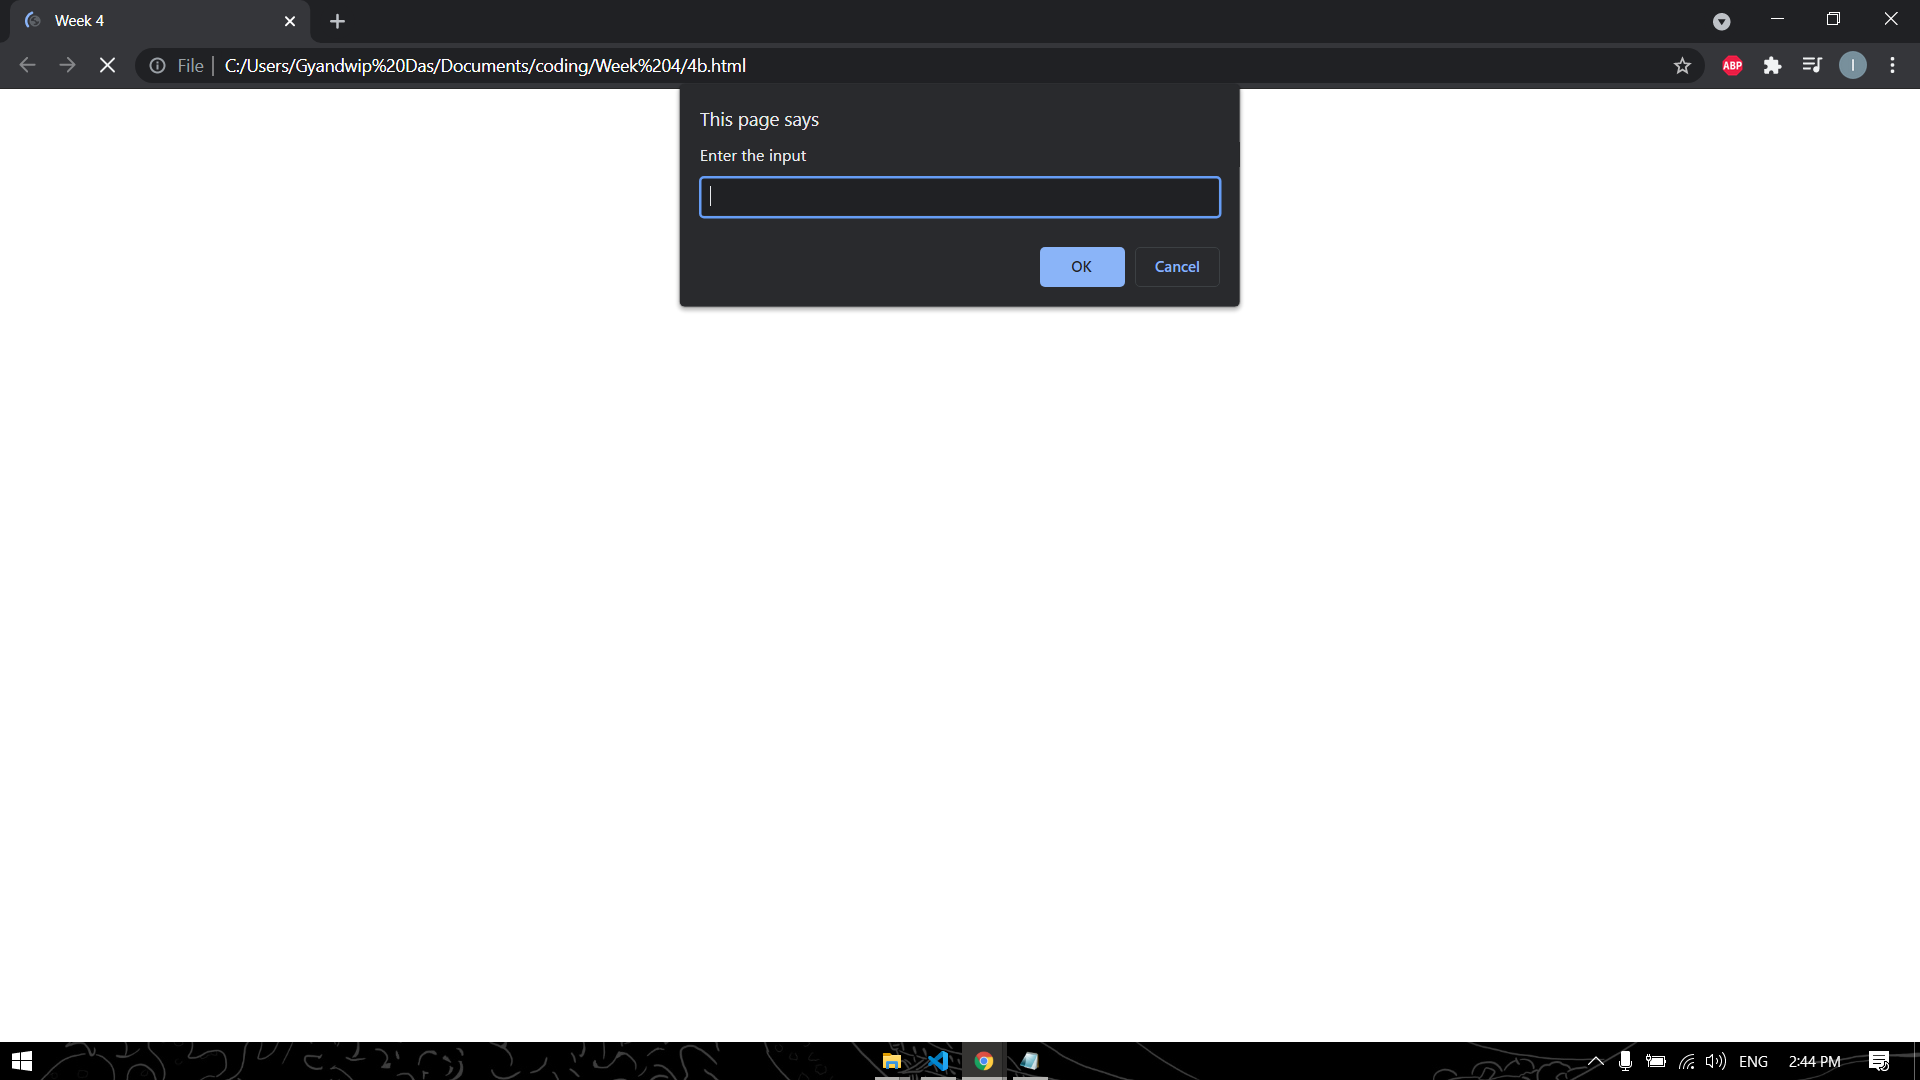 Week 4
File
C:/Users/Gyandwip%20Das/Documents/coding/Week%204/4b.html
ABP
I
This page says
Enter the input
OK
Cancel
ENG
2:44 PM